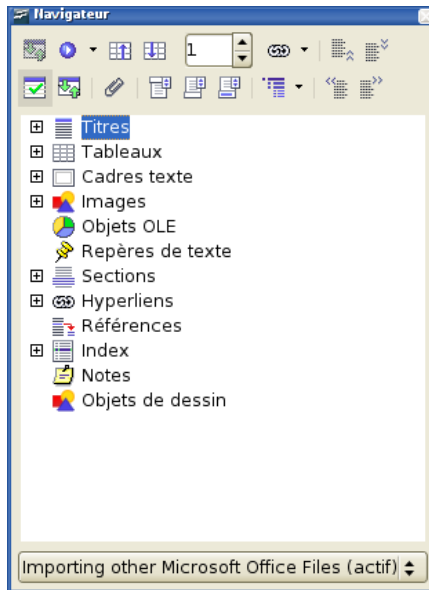 Navigateur
1
Titres
Tableaux
Cadres texte
Images
Objets OLE
Repères de texte
Sections
Hyperliens
Références
Index
Notes
Objets de dessin
Importing other Microsoft Office Files (actif)